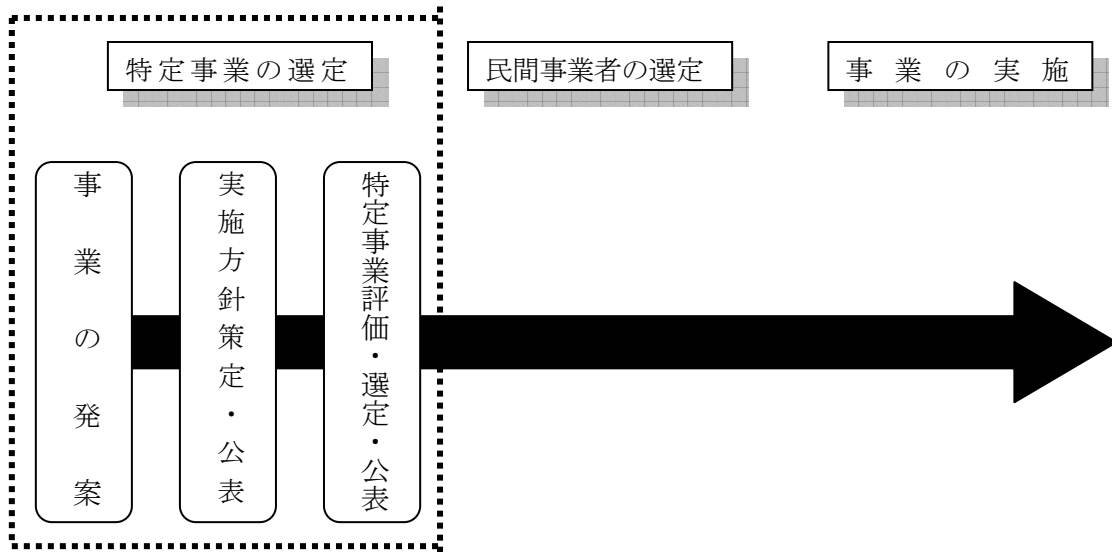 特定事業の選定
民間事業者の選定
事業の実施
事業の発案
実施方針策定・公表
特定事業評価・選定・公表